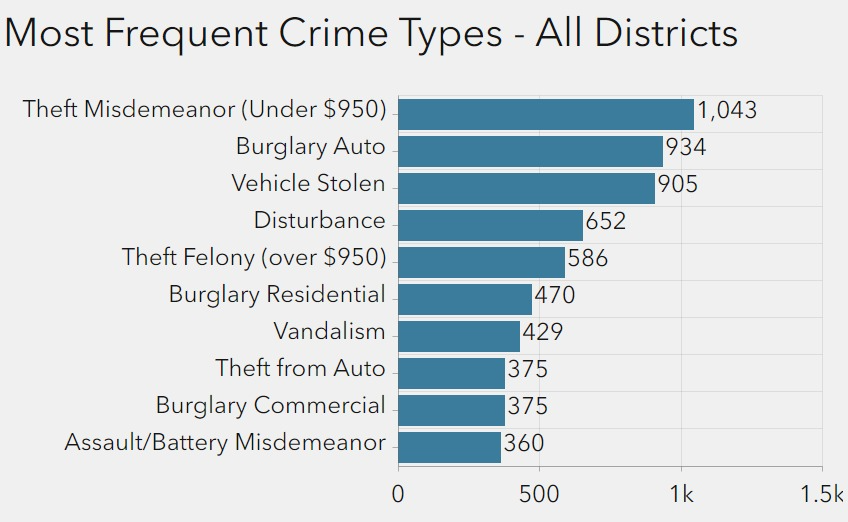 Most Frequent Crime Types - All Districts
Theft Misdemeanor (Under $950) 1,043
Burglary Auto 934
Vehicle Stolen 905
Disturbance 652
Theft Felony (over $950) 586
Burglary Residential 470
Vandalism 429
Theft from Auto 375
Burglary Commercial 375
Assault/Battery Misdemeanor 360
0 500 1k 1.5k